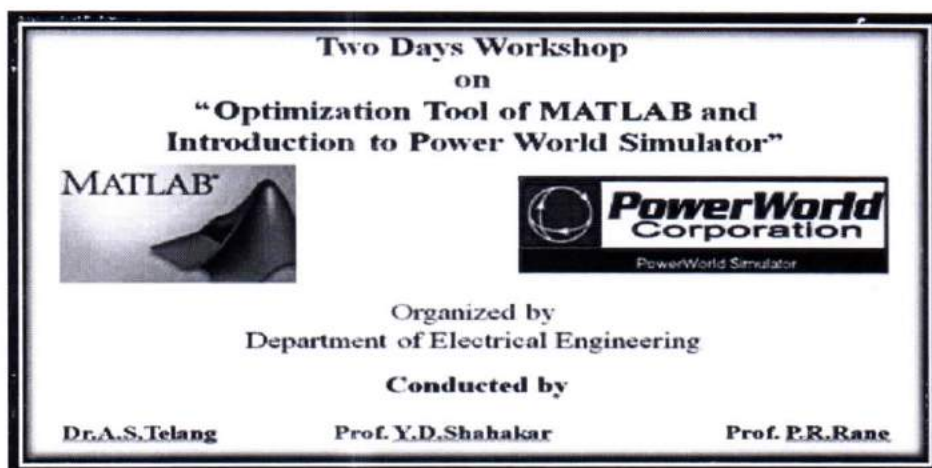 Two Days Workshop
on
“Optimization Tool of MATLAB and
Introduction to Power World Simulator”
MATLAB
PowerWorld
Corporation
PowerWorld Simulator
Organized by
Department of Electrical Engineering
Conducted by
Dr.A.S.Telang Prof. Y.D.Shahakar Prof. P.R.Rane